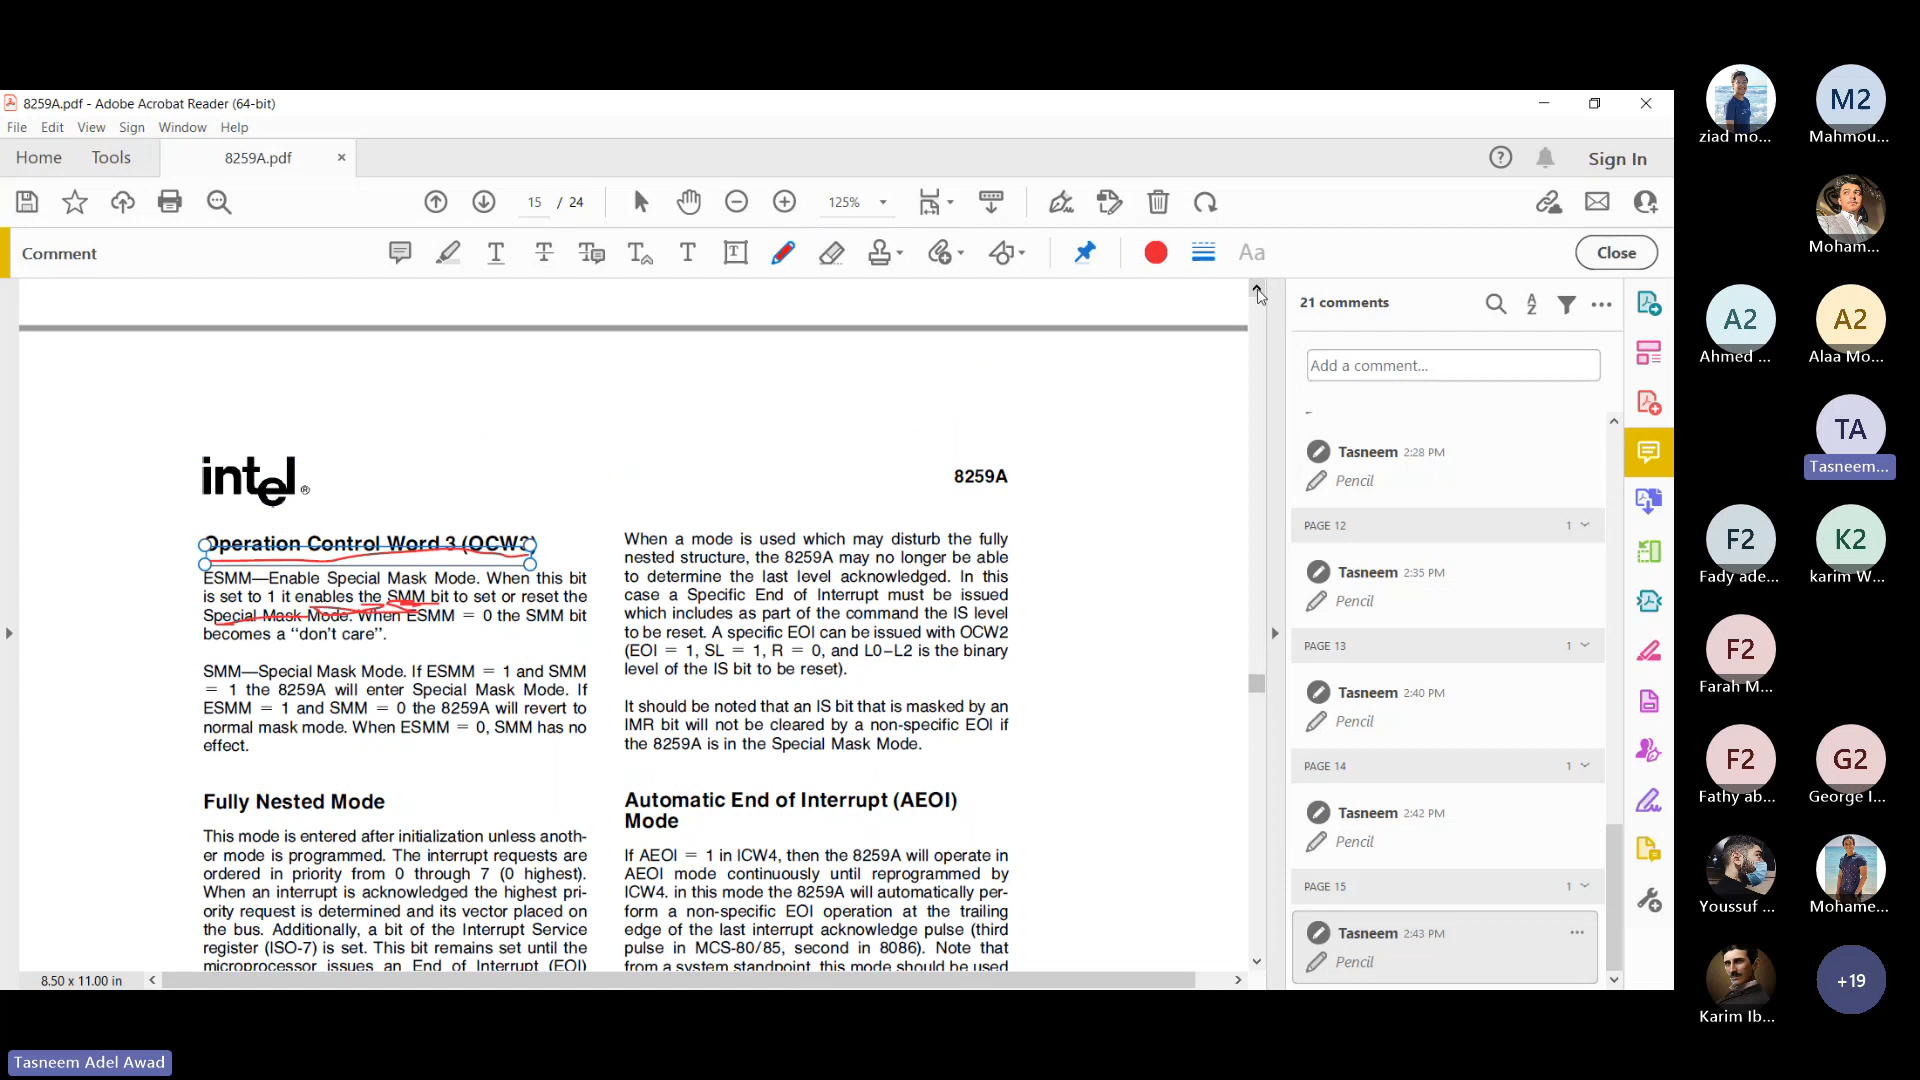 8259A.pdf - Adobe Acrobat Reader (64-bit)
File Edit View Sign Window Help
Home Tools 8259A.pdf Sign In
15 / 24 125%
Comment Close
21 comments
Add a comment...
Tasneem 2:28 PM
Pencil
PAGE 12 1
Tasneem 2:35 PM
Pencil
PAGE 13 1
Tasneem 2:40 PM
Pencil
PAGE 14 1
Tasneem 2:42 PM
Pencil
PAGE 15 1
Tasneem 2:43 PM
Pencil
intel® 8259A
Operation Control Word 3 (OCW3)
ESMM—Enable Special Mask Mode. When this bit
is set to 1 it enables the SMM bit to set or reset the
Special Mask Mode. When ESMM = 0 the SMM bit
becomes a ‘‘don’t care’’.
SMM—Special Mask Mode. If ESMM = 1 and SMM
= 1 the 8259A will enter Special Mask Mode. If
ESMM = 1 and SMM = 0 the 8259A will revert to
normal mask mode. When ESMM = 0, SMM has no
effect.
Fully Nested Mode
This mode is entered after initialization unless anoth-
er mode is programmed. The interrupt requests are
ordered in priority from 0 through 7 (0 highest).
When an interrupt is acknowledged the highest pri-
ority request is determined and its vector placed on
the bus. Additionally, a bit of the Interrupt Service
register (ISO-7) is set. This bit remains set until the
microprocessor issues an End of Interrupt (EOI)
When a mode is used which may disturb the fully
nested structure, the 8259A may no longer be able
to determine the last level acknowledged. In this
case a Specific End of Interrupt must be issued
which includes as part of the command the IS level
to be reset. A specific EOI can be issued with OCW2
(EOI = 1, SL = 1, R = 0, and L0–L2 is the binary
level of the IS bit to be reset).
It should be noted that an IS bit that is masked by an
IMR bit will not be cleared by a non-specific EOI if
the 8259A is in the Special Mask Mode.
Automatic End of Interrupt (AEOI)
Mode
If AEOI = 1 in ICW4, then the 8259A will operate in
AEOI mode continuously until reprogrammed by
ICW4. in this mode the 8259A will automatically per-
form a non-specific EOI operation at the trailing
edge of the last interrupt acknowledge pulse (third
pulse in MCS-80/85, second in 8086). Note that
from a system standpoint, this mode should be used
8.50 x 11.00 in
ziad mo...
M2
Mahmou...
Moham...
A2
Ahmed ...
A2
Alaa Mo...
TA
Tasneem...
F2
Fady ade...
K2
karim W...
F2
Farah M...
F2
Fathy ab...
G2
George I...
Youssuf ...
Mohame...
Karim Ib...
+19
Tasneem Adel Awad